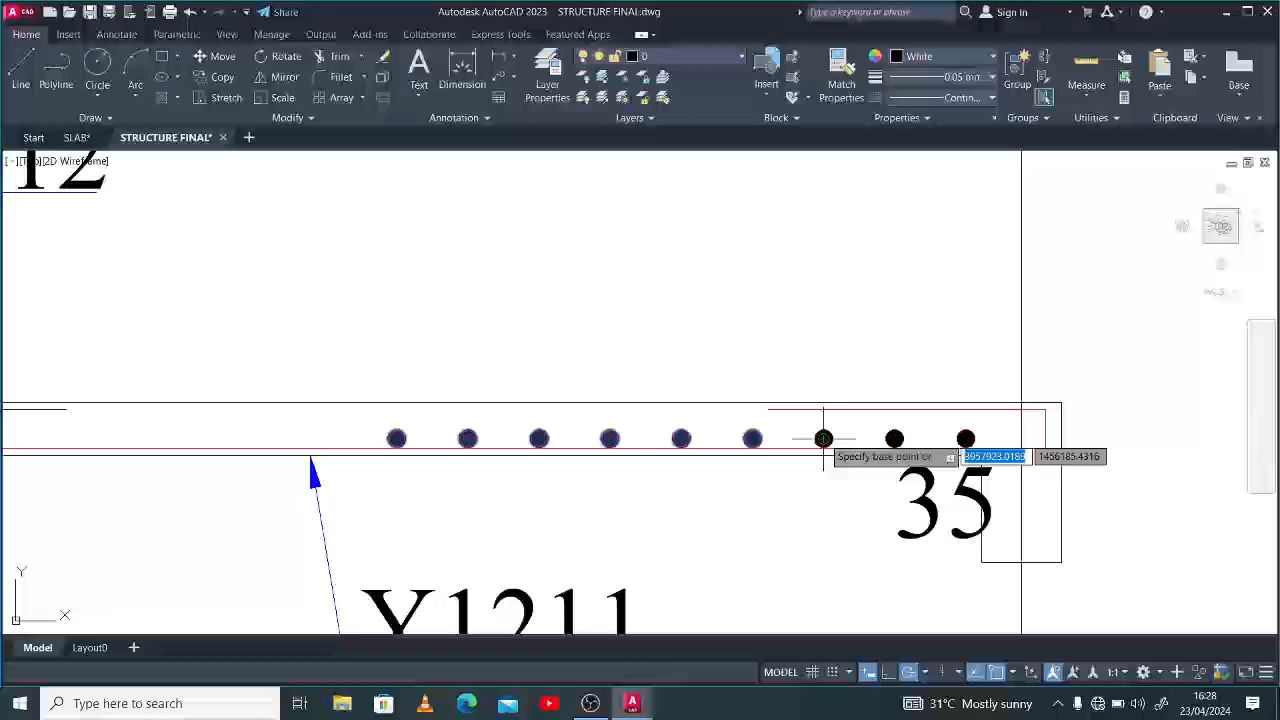 Share
Autodesk AutoCAD 2023 STRUCTURE FINAL.dwg
Type a keyword or phrase
Sign In
Home Insert Annotate Parametric View Manage Output Add-ins Collaborate Express Tools Featured Apps
Move Rotate Trim
Copy Mirror Fillet
Stretch Scale Array
Line Polyline Circle Arc
Text Dimension
Layer Properties
0
Insert
Match Properties
White
0.05 mm
Contin...
Group
Measure
Paste
Base
Draw Modify Annotation Layers Block Properties Groups Utilities Clipboard View
Start SLAB* STRUCTURE FINAL*
[-][Top][2D Wireframe]
12
Specify base point or 3957923.0189 1456185.4316
35
Y1211
Y
X
Model Layout0
MODEL 1:1
Type here to search
31°C Mostly sunny
16:28
23/04/2024